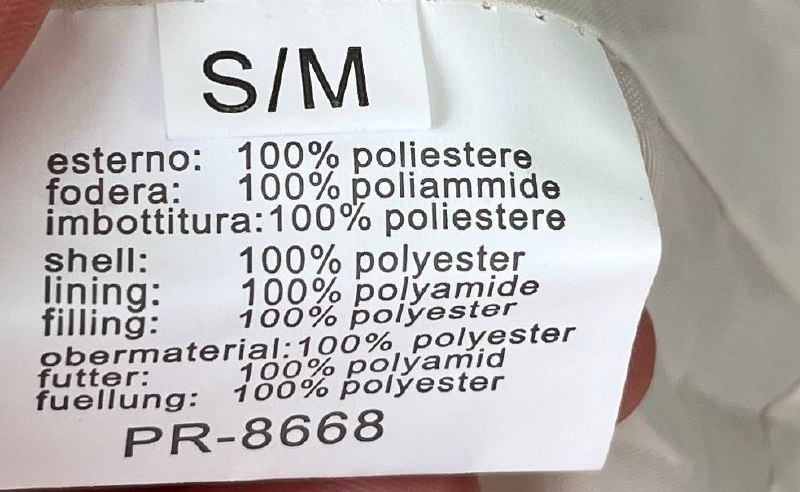 S/M
esterno: 100% poliestere
fodera: 100% poliammide
imbottitura: 100% poliestere
shell: 100% polyester
lining: 100% polyamide
filling: 100% polyester
obermaterial: 100% polyester
futter: 100% polyamid
fuellung: 100% polyester
PR-8668